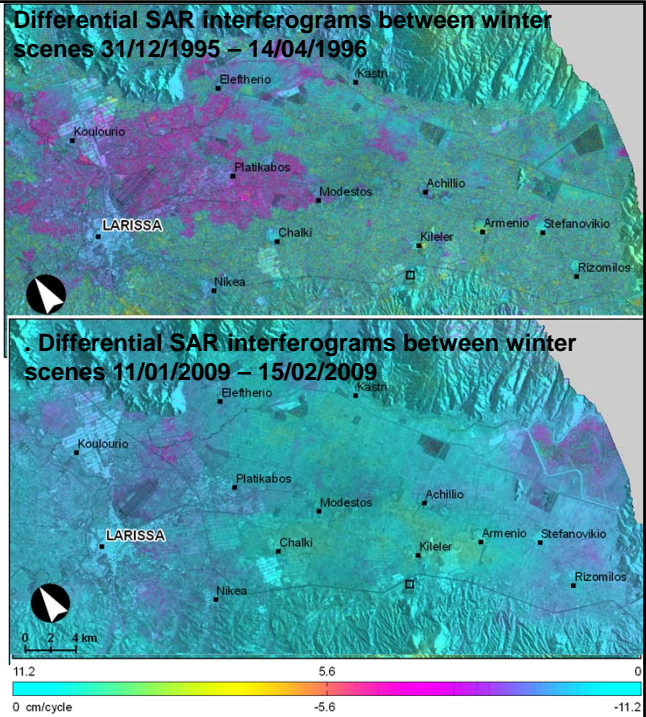 Differential SAR interferograms between winter
scenes 31/12/1995 – 14/04/1996
Kastri
Eleftherio
Koulourio
Platikabos
Achillio
Modestos
LARISSA
Chalki
Armenio
Stefanovikio
Kileler
Rizomilos
Nikea
. Differential SAR interferograms between winter
scenes 11/01/2009 – 15/02/2009
Kastri
Eleftherio
Koulourio
Platikabos
Achillio
Modestos
LARISSA
Chalki
Armenio
Stefanovikio
Kileler
Rizomilos
Nikea
0 2 4 km
11.2 5.6 0
0 cm/cycle -5.6 -11.2